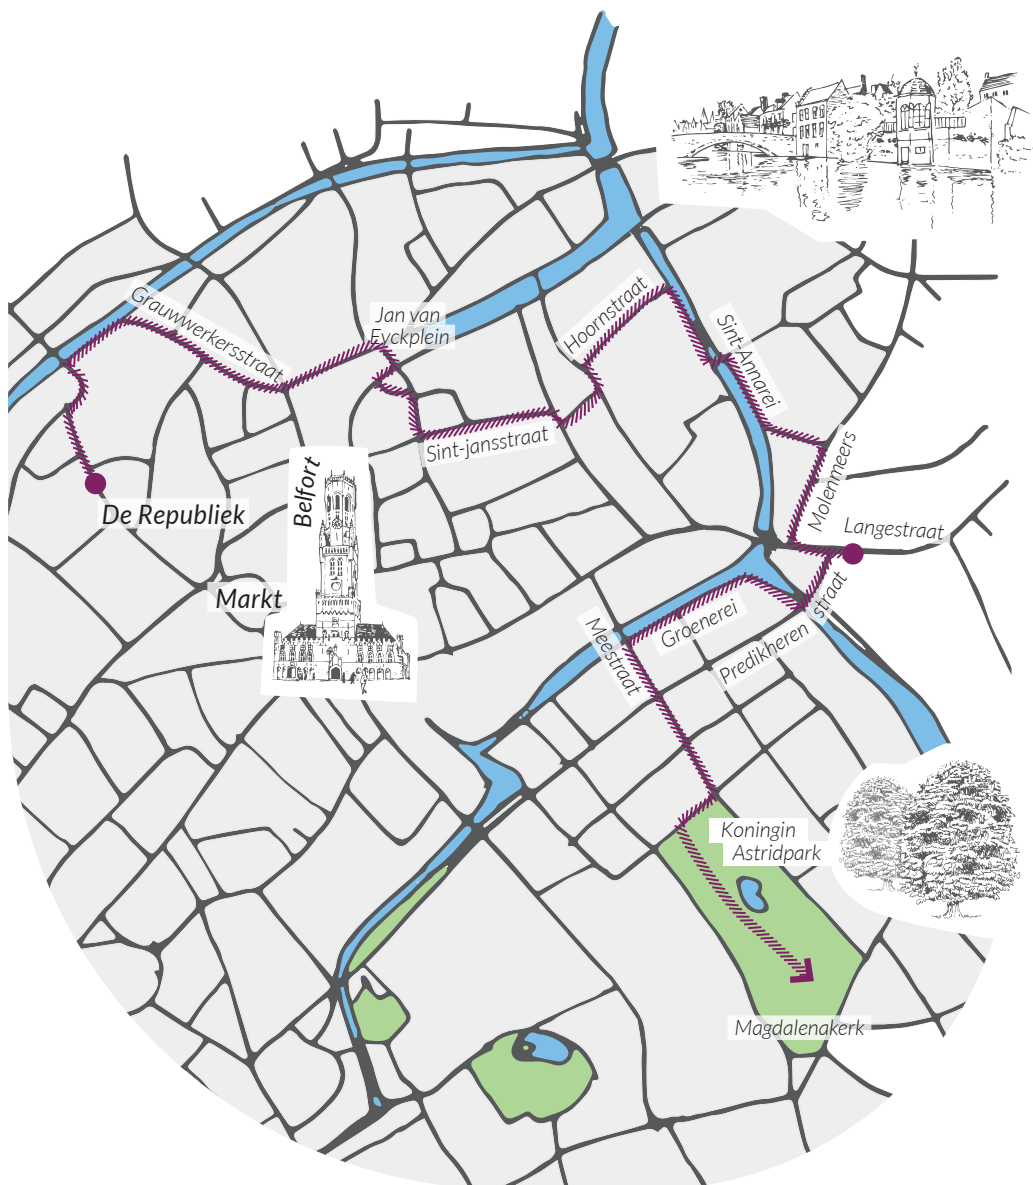 Grauwwerkersstraat
Jan van
Eyckplein
Hoornstraat
Sint-Annarei
Sint-jansstraat
Molenmeers
Belfort
De Republiek
Langestraat
Markt
Meestraat
Groenerei
Predikheren
straat
Koningin
Astridpark
Magdalenakerk